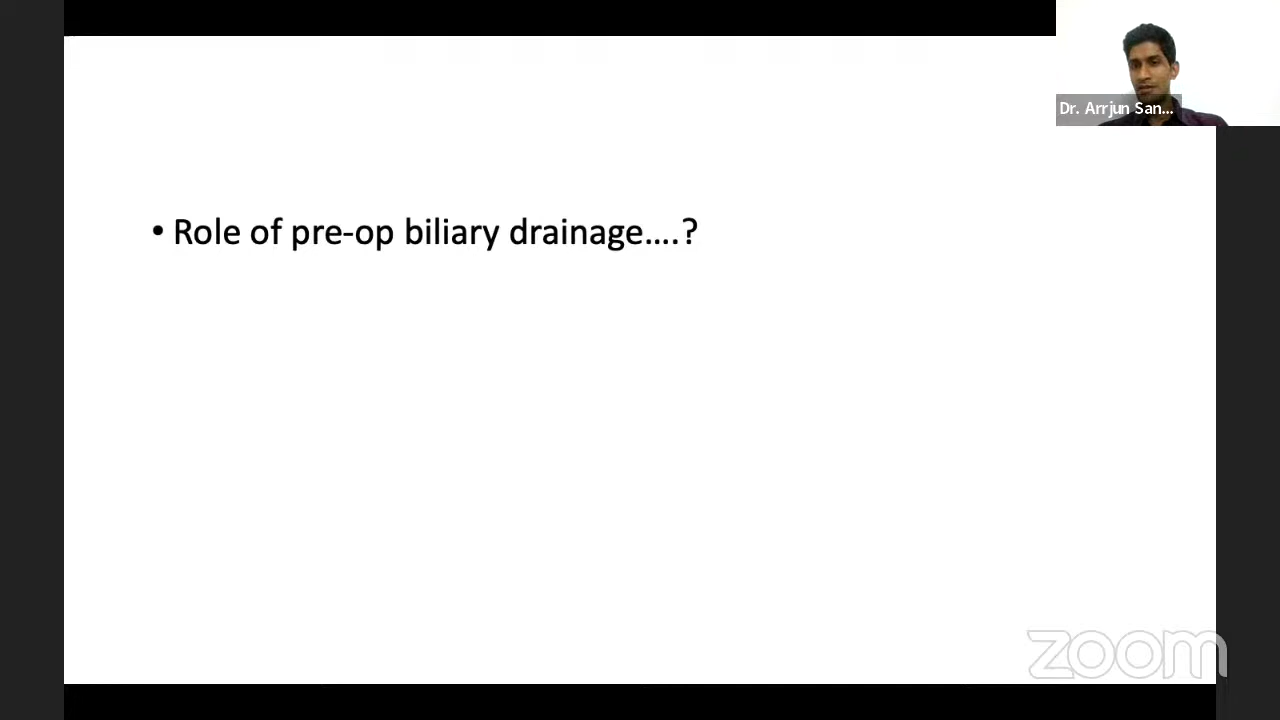 Dr. Arrjun San...
• Role of pre-op biliary drainage….?
zoom